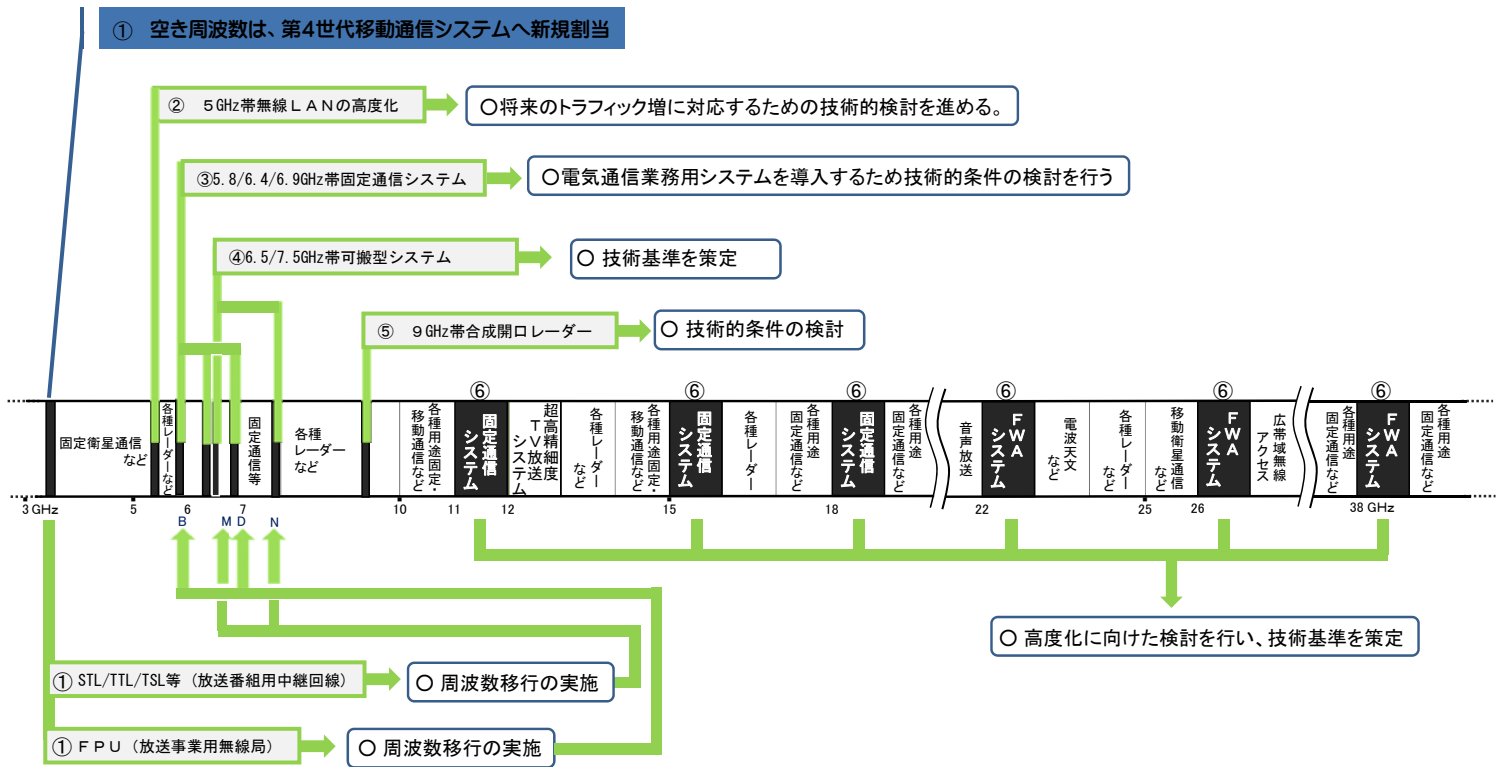 ① 空き周波数は、第4世代移動通信システムへ新規割当
② 5GHz帯無線LANの高度化
○将来のトラフィック増に対応するための技術的検討を進める。
③5.8/6.4/6.9GHz帯固定通信システム
○電気通信業務用システムを導入するため技術的条件の検討を行う
④6.5/7.5GHz帯可搬型システム
○ 技術基準を策定
⑤ 9GHz帯合成開口レーダー
○ 技術的条件の検討
⑥ ⑥ ⑥ ⑥ ⑥ ⑥
固定衛星通信
など
各種レーダーなど
固定通信等
各種
レーダー
など
各種用途固定・
移動通信など
固定通信
システム
超高精細度
TV放送
システム
各種レーダー
など
各種用途固定・
移動通信など
固定通信
システム
各種レーダー
各種用途
固定通信など
固定通信
システム
各種用途
固定通信など
音声放送
FWA
システム
電波天文
など
各種レーダー
など
移動衛星通信
など
FWA
システム
広帯域無線
アクセス
各種用途
固定通信など
FWA
システム
各種用途
固定通信など
3 GHz 5 6 7 10 11 12 15 18 22 25 26 38 GHz
B M D N
○ 高度化に向けた検討を行い、技術基準を策定
① STL/TTL/TSL等 (放送番組用中継回線)
○ 周波数移行の実施
① FPU (放送事業用無線局)
○ 周波数移行の実施